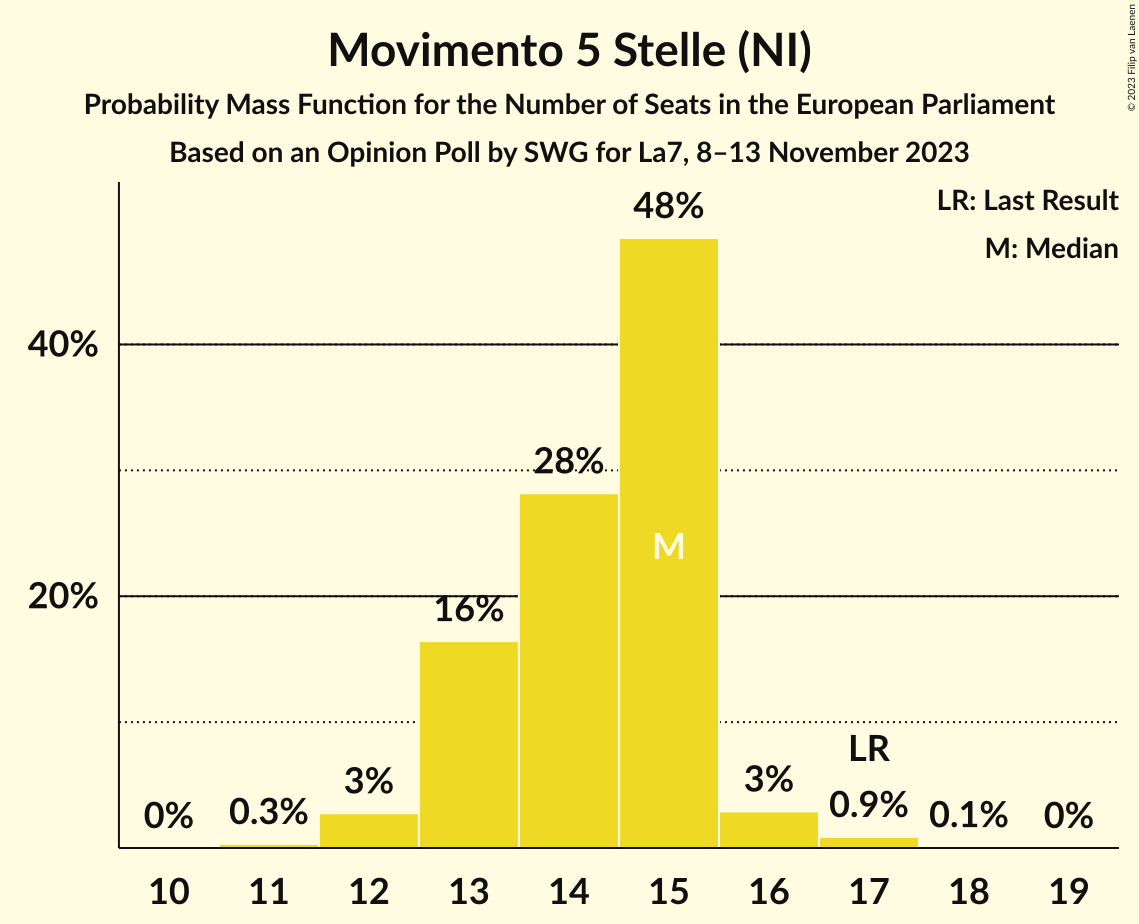 Movimento 5 Stelle (NI)
Probability Mass Function for the Number of Seats in the European Parliament
Based on an Opinion Poll by SWG for La7, 8–13 November 2023
© 2023 Filip van Laenen
LR: Last Result
M: Median
48%
40%
28%
M
20%
16%
LR
3%
3%
0.9%
0%
0.3%
0.1%
0%
10 11 12 13 14 15 16 17 18 19